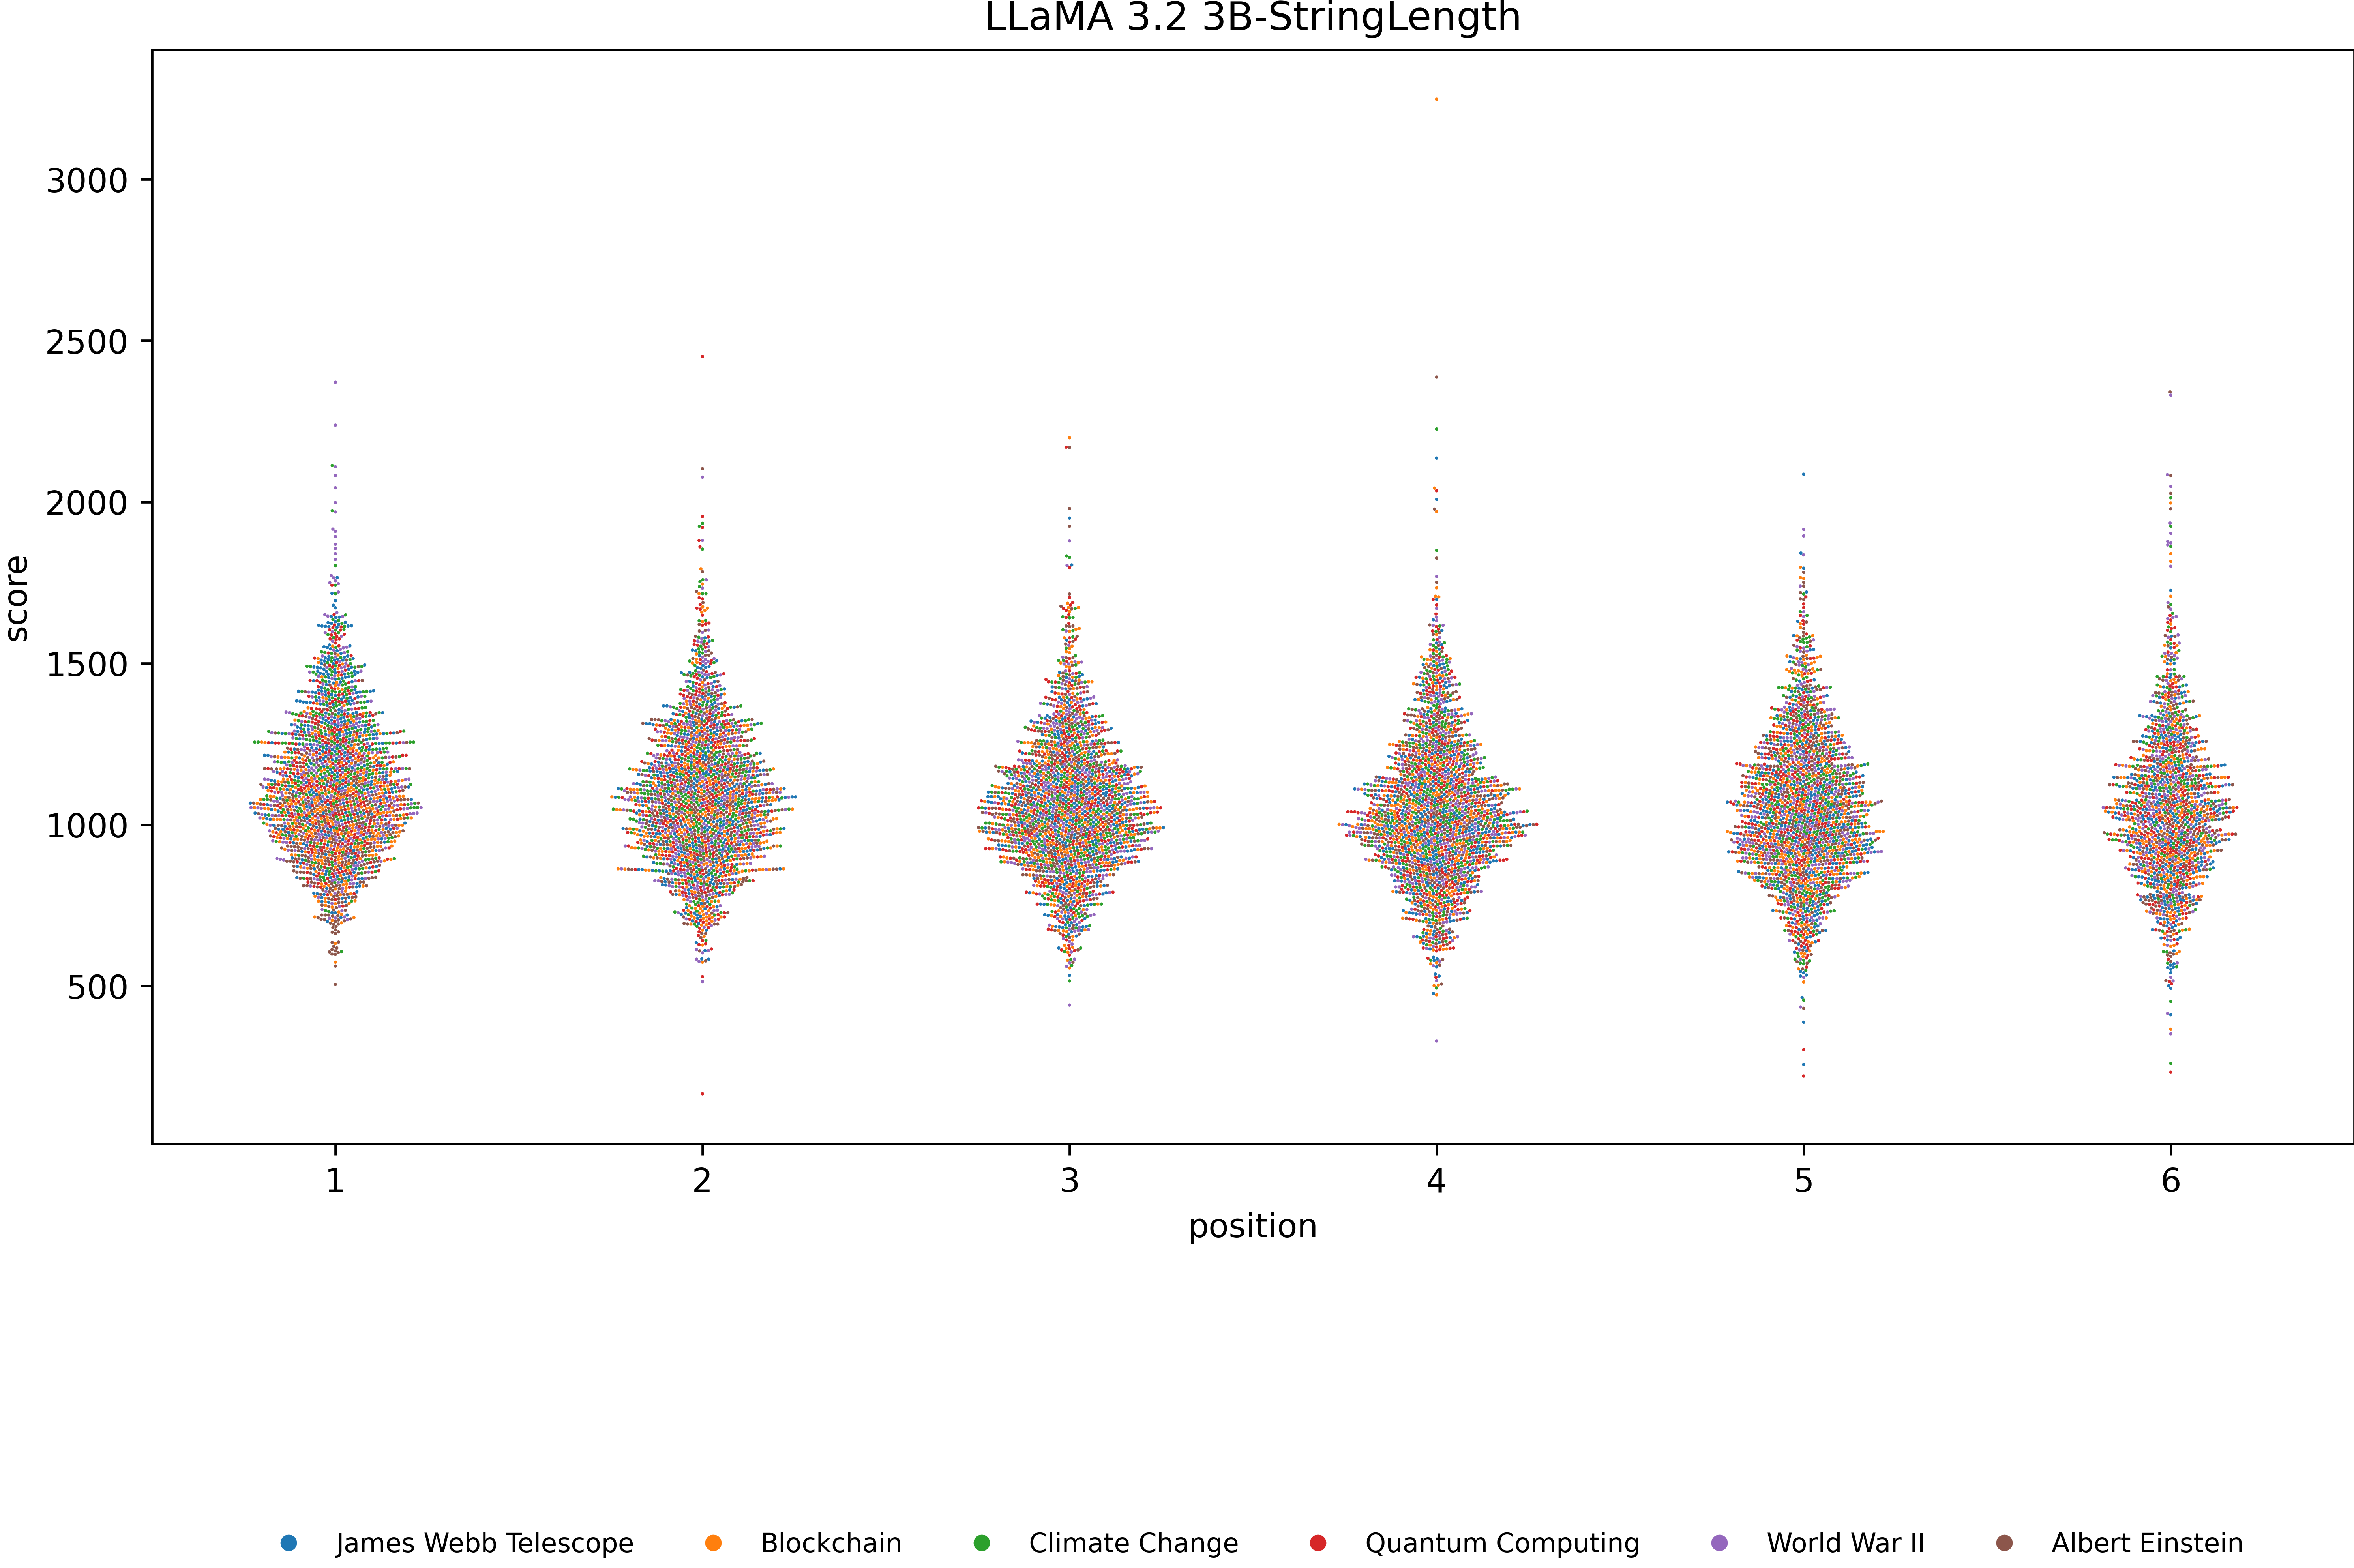 LLaMA 3.2 3B-StringLength
3000
2500
2000
1500
1000
500
score
1 2 3 4 5 6
position
James Webb Telescope Blockchain Climate Change Quantum Computing World War II Albert Einstein